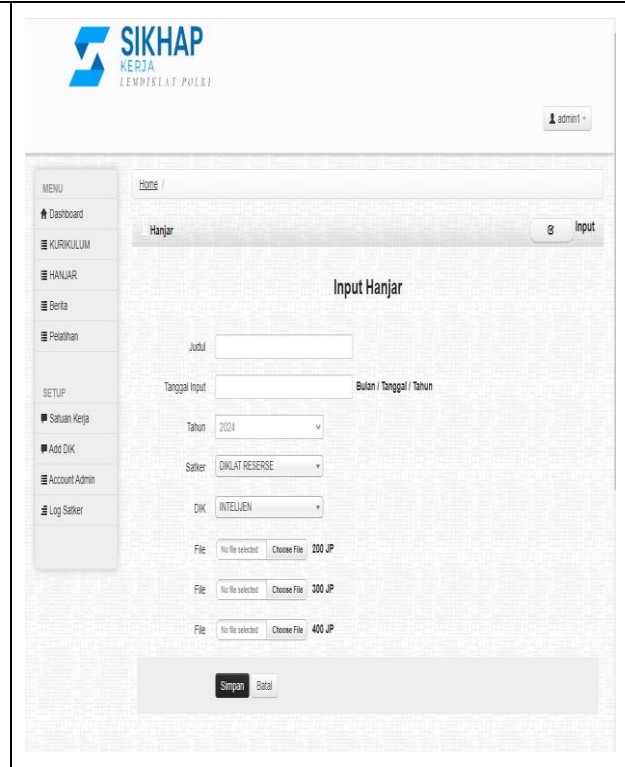 SIKHAP
KERJA
LEMDIKLAT POLRI
admin1
MENU
Dashboard
KURIKULUM
HANJAR
Berita
Pelatihan
SETUP
Satuan Kerja
Add DIK
Account Admin
Log Satker
Home /
Hanjar
Input
Input Hanjar
Judul
Tanggal Input Bulan / Tanggal / Tahun
Tahun 2024
Satker DIKLAT RESERSE
DIK INTELIJEN
File No file selected Choose File 200 JP
File No file selected Choose File 300 JP
File No file selected Choose File 400 JP
Simpan Batal